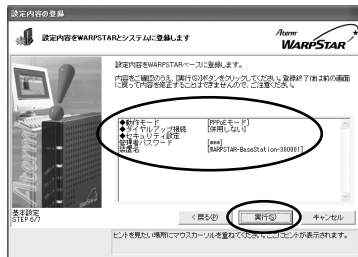 設定内容の登録
設定内容をWARPSTARとシステムに登録します
Aterm
WARPSTAR
設定内容をWARPSTARベースに登録します。
内容をご確認のうえ、[実行(G)]ボタンをクリックしてください。登録終了後は前の画面
に戻って内容を修正することはできませんので、ご注意ください。
◆動作モード [PPPoEモード]
◆ダイヤルアップ接続 [併用しない]
◆セキュリティ設定
管理者パスワード [***]
装置名 [WARPSTAR-BaseStation-300801]
基本設定
STEP 6/7
< 戻る(P)
実行(G)
キャンセル
ヒントを見たい場所にマウスカーソルを重ねてください。ここにヒントが表示されます。